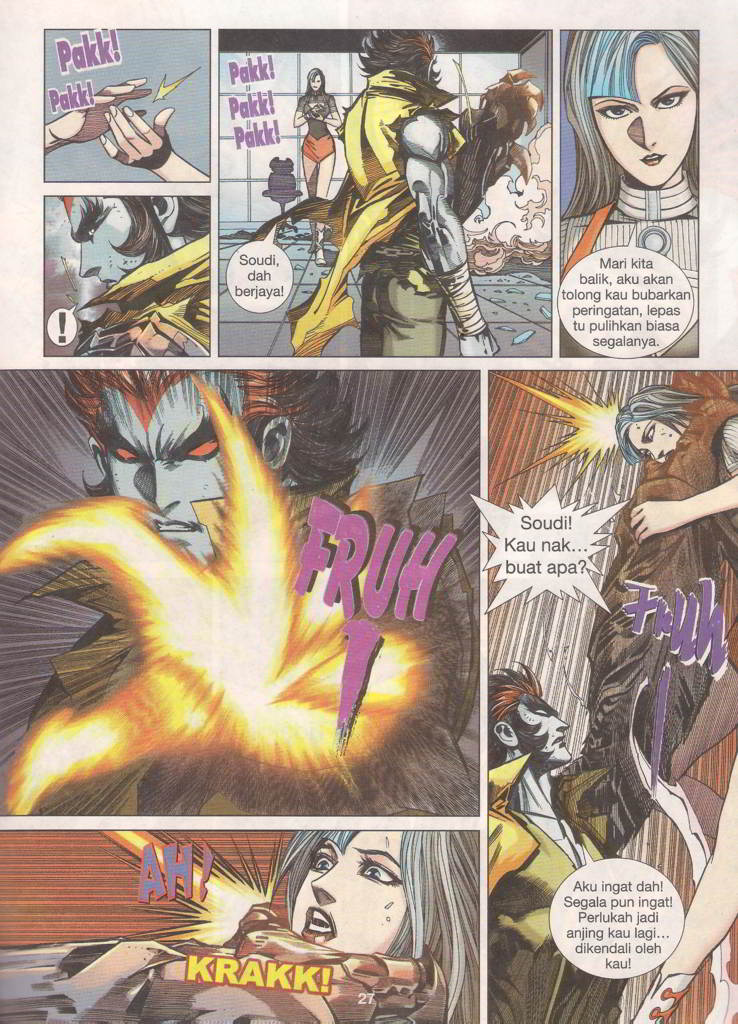 Pakk!
Pakk!
Pakk!
Pakk!
Pakk!
Soudi,
dah
berjaya!
Mari kita
balik, aku akan
tolong kau bubarkan
peringatan, lepas
tu pulihkan biasa
segalanya.
!
FRUH
!
Soudi!
Kau nak...
buat apa?
Fruh
!
AH!
KRAKK!
Aku ingat dah!
Segala pun ingat!
Perlukah jadi
anjing kau lagi...
dikendali oleh
kau!
27